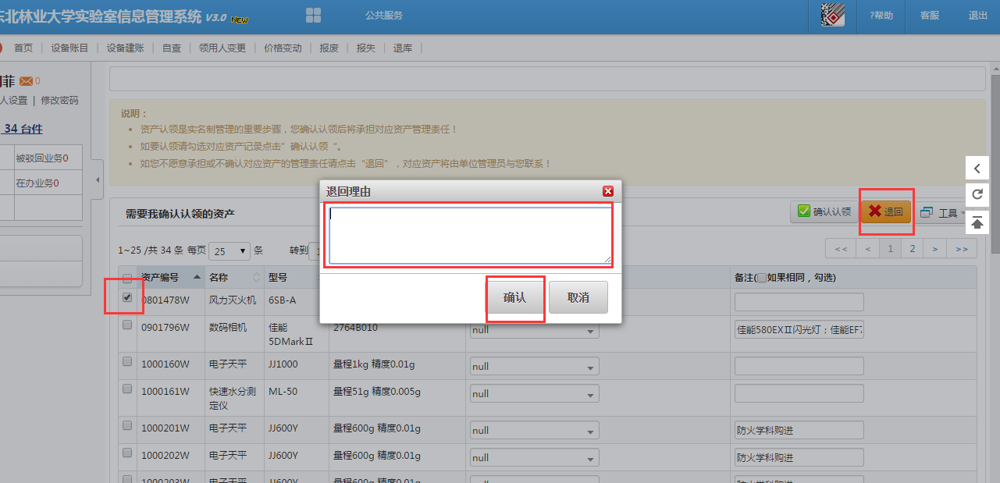 东北林业大学实验室信息管理系统 V3.0 NEW
公共服务
?帮助
客服
退出
首页 设备账目 设备建账 自查 领用人变更 价格变动 报废 报失 退库
菲 0
人设置 | 修改密码
34 台件
被驳回业务0
在办业务0
说明：
资产认领是实名制管理的重要步骤，您确认认领后将承担对应资产管理责任！
如要认领请勾选对应资产记录点击”确认认领“。
如您不愿意承担或不确认对应资产的管理责任请点击“退回”，对应资产将由单位管理员与您联系！
退回理由
确认 取消
需要我确认认领的资产
确认认领 退回 工具
1~25 /共 34 条 每页 25 条 转到 1
<< < 1 2 > >>
资产编号 名称 型号 备注(如果相同，勾选)
0801478W 风力灭火机 6SB-A
0901796W 数码相机 佳能 2764B010 null 佳能580EXⅡ闪光灯；佳能EF7
5DMarkⅡ
1000160W 电子天平 JJ1000 量程1kg 精度0.01g null
1000161W 快速水分测 ML-50 量程51g 精度0.005g null
定仪
1000201W 电子天平 JJ600Y 量程600g 精度0.01g null 防火学科购进
1000202W 电子天平 JJ600Y 量程600g 精度0.01g null 防火学科购进
1000203W 电子天平 JJ600Y 量程600g 精度0.01g null 防火学科购进